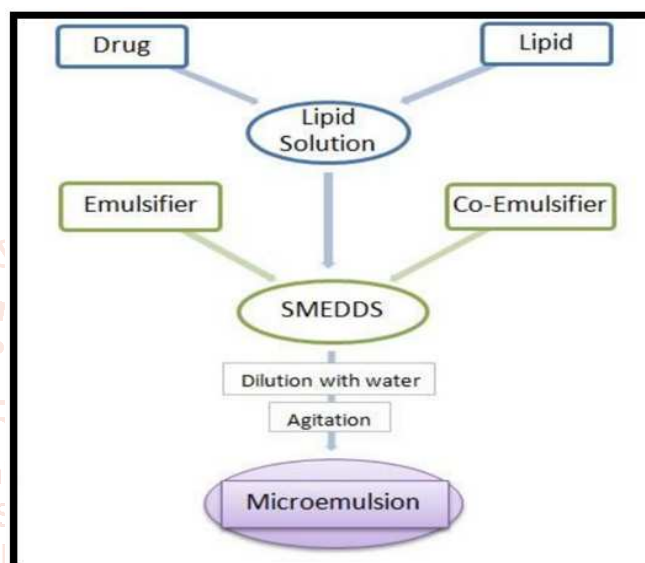 Drug
Lipid
Lipid
Solution
Emulsifier
Co-Emulsifier
SMEDDS
Dilution with water
Agitation
Microemulsion